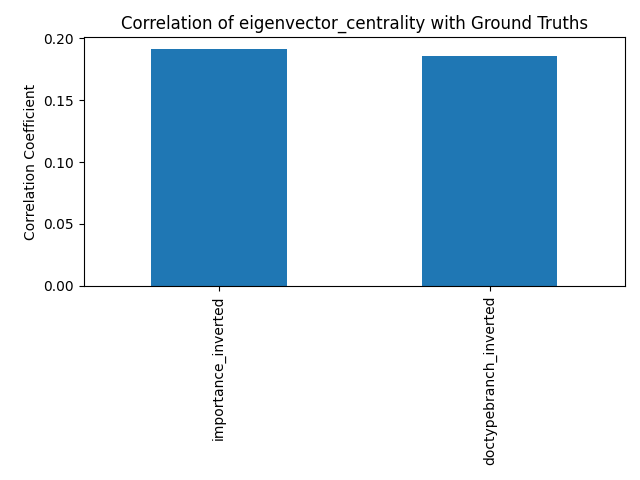 Correlation of eigenvector_centrality with Ground Truths
0.20
0.15
0.10
0.05
0.00
Correlation Coefficient
importance_inverted
doctypebranch_inverted